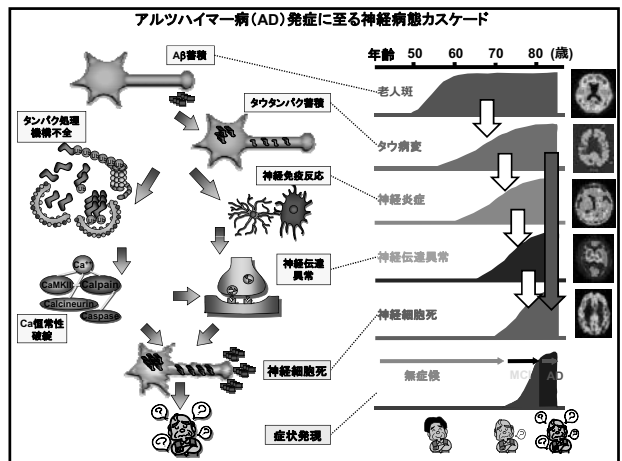 アルツハイマー病(AD)発症に至る神経病態カスケード
Aβ蓄積
タンパク処理
機構不全
タウタンパク蓄積
神経免疫反応
神経伝達
異常
Ca++
CaMKII
Calpain
Calcineurin
Caspase
Ca恒常性
破綻
神経細胞死
症状発現
年齢 50 60 70 80 (歳)
老人斑
タウ病変
神経炎症
神経伝達異常
神経細胞死
無症候 MCI AD